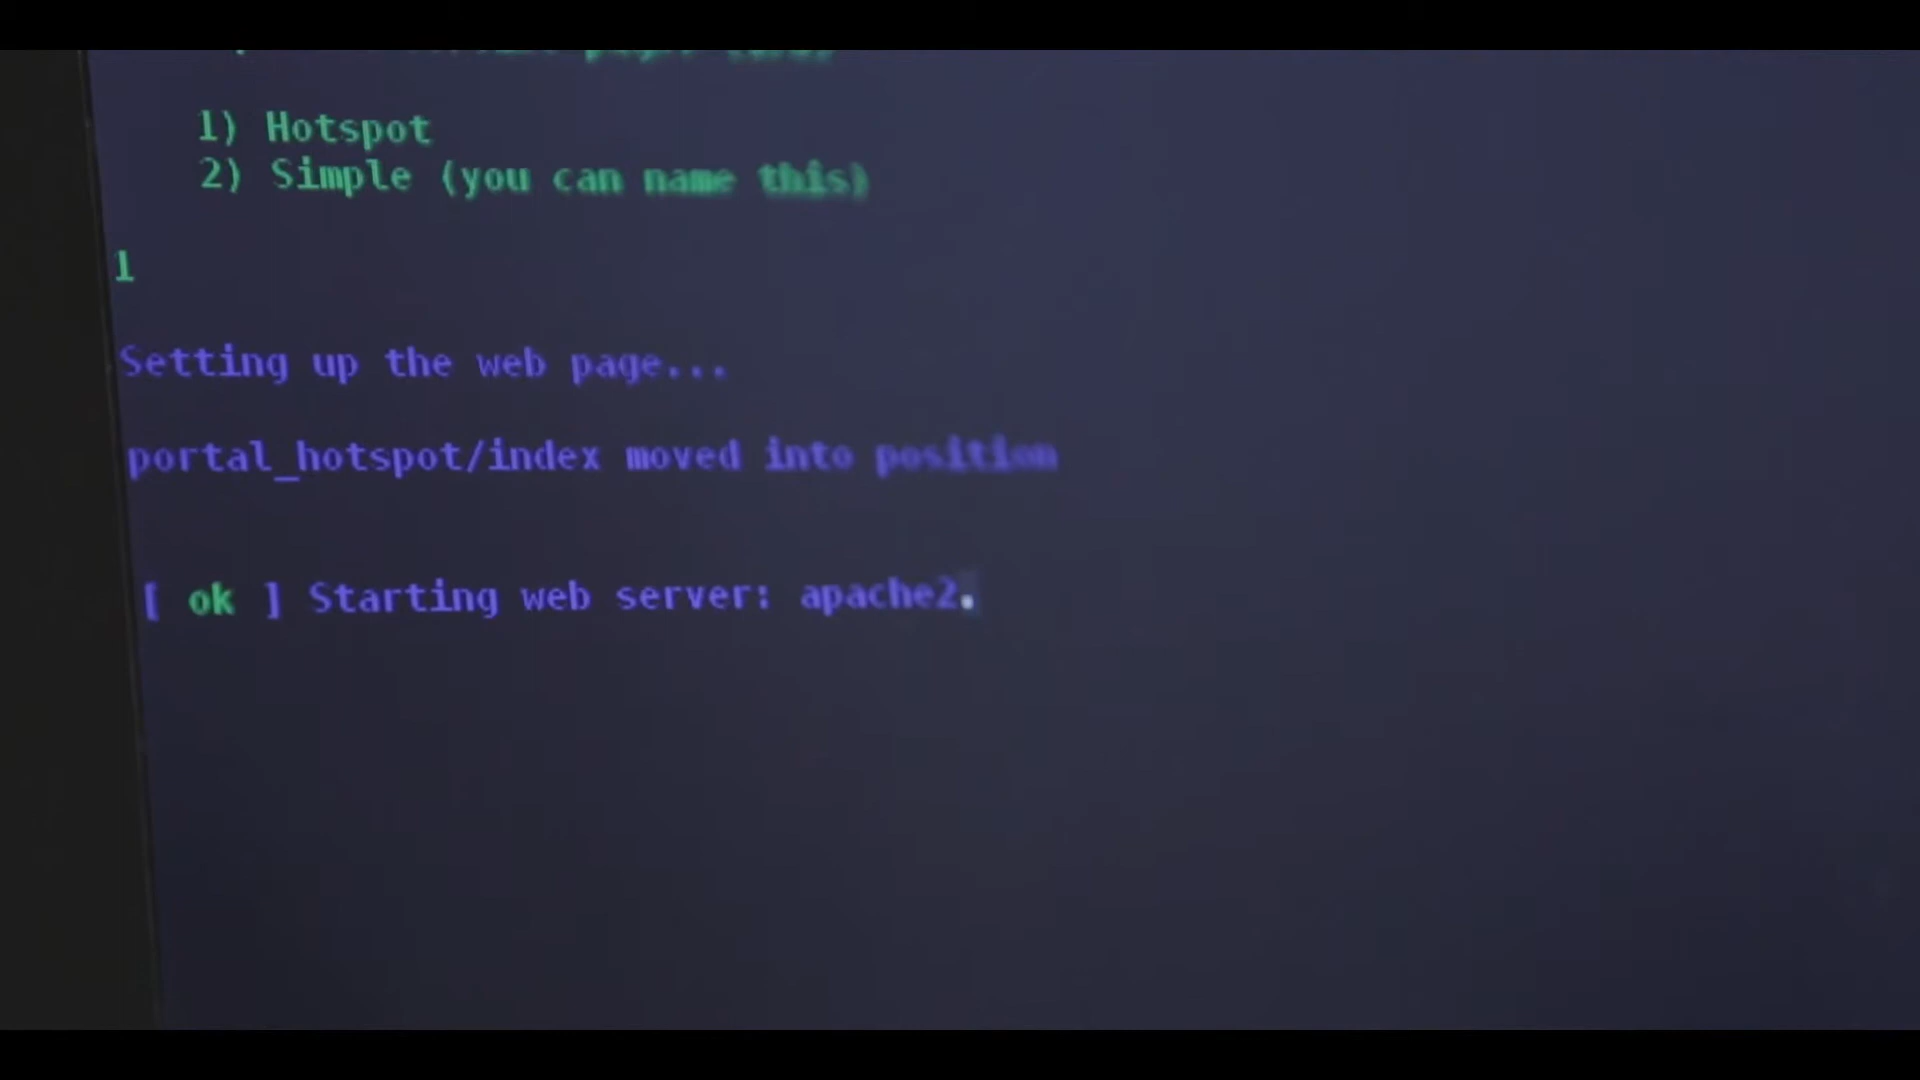 1) Hotspot
2) Simple (you can name this)
1
Setting up the web page...
portal_hotspot/index moved into position
[ ok ] Starting web server: apache2.